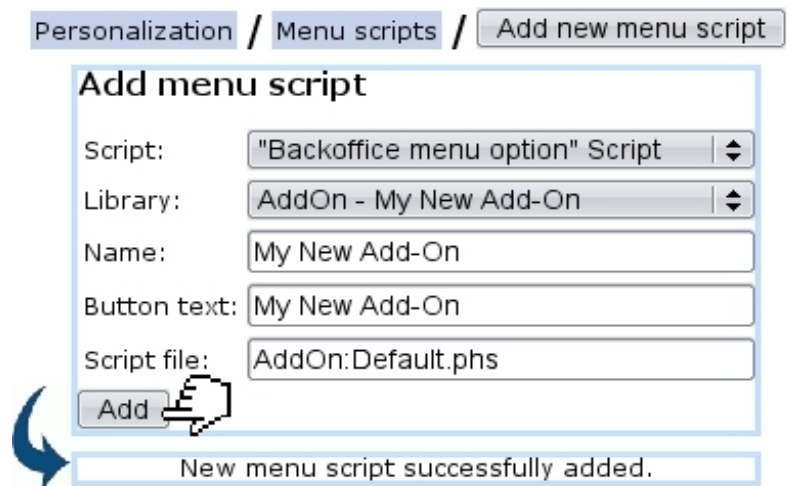 Personalization / Menu scripts / Add new menu script
Add menu script
Script: "Backoffice menu option" Script
Library: AddOn - My New Add-On
Name: My New Add-On
Button text: My New Add-On
Script file: AddOn:Default.phs
Add
New menu script successfully added.